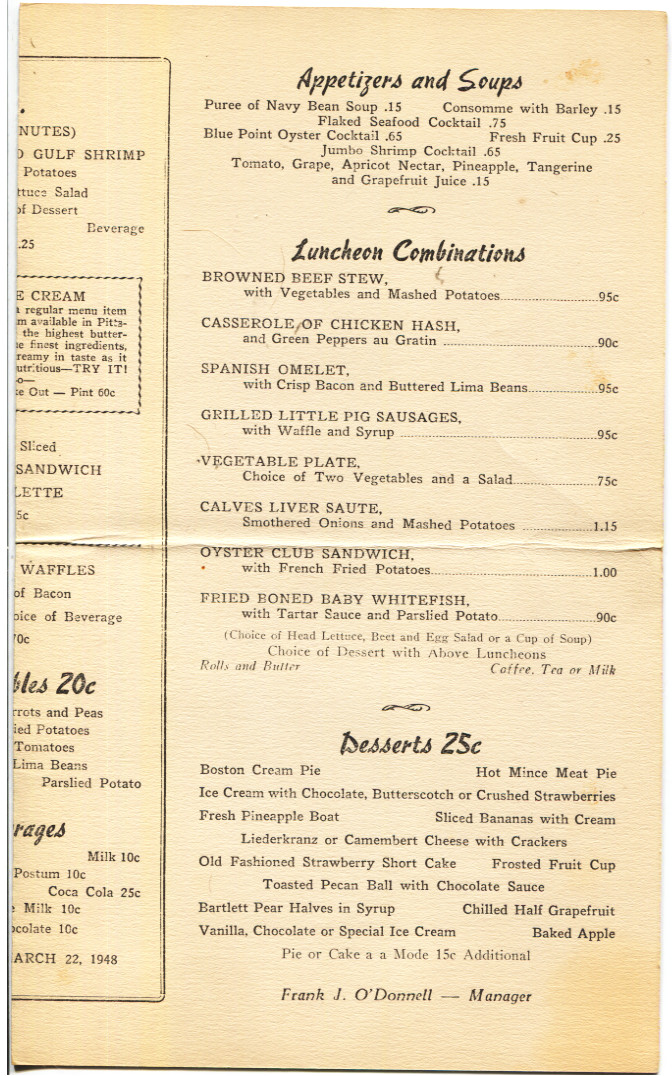 NUTES)
GULF SHRIMP
Potatoes
ttuce Salad
of Dessert
Beverage
.25
E CREAM
regular menu item
m available in Pitts-
the highest butter-
e finest ingredients,
reamy in taste as it
utritious—TRY IT!
—o—
e Out — Pint 60c
Sliced
SANDWICH
LETTE
5c
WAFFLES
of Bacon
oice of Beverage
70c
bles 20c
rrots and Peas
ied Potatoes
Tomatoes
Lima Beans
Parslied Potato
rages
Milk 10c
Postum 10c
Coca Cola 25c
Milk 10c
ocolate 10c
ARCH 22, 1948
Appetizers and Soups
Puree of Navy Bean Soup .15 Consomme with Barley .15
Flaked Seafood Cocktail .75
Blue Point Oyster Cocktail .65 Fresh Fruit Cup .25
Jumbo Shrimp Cocktail .65
Tomato, Grape, Apricot Nectar, Pineapple, Tangerine
and Grapefruit Juice .15
Luncheon Combinations
BROWNED BEEF STEW,
with Vegetables and Mashed Potatoes........................95c
CASSEROLE OF CHICKEN HASH,
and Green Peppers au Gratin ........................90c
SPANISH OMELET,
with Crisp Bacon and Buttered Lima Beans................95c
GRILLED LITTLE PIG SAUSAGES,
with Waffle and Syrup ........................95c
VEGETABLE PLATE,
Choice of Two Vegetables and a Salad....................75c
CALVES LIVER SAUTE,
Smothered Onions and Mashed Potatoes ................1.15
OYSTER CLUB SANDWICH,
with French Fried Potatoes........................1.00
FRIED BONED BABY WHITEFISH,
with Tartar Sauce and Parslied Potato....................90c
(Choice of Head Lettuce, Beet and Egg Salad or a Cup of Soup)
Choice of Dessert with Above Luncheons
Rolls and Butter Coffee, Tea or Milk
Desserts 25c
Boston Cream Pie Hot Mince Meat Pie
Ice Cream with Chocolate, Butterscotch or Crushed Strawberries
Fresh Pineapple Boat Sliced Bananas with Cream
Liederkranz or Camembert Cheese with Crackers
Old Fashioned Strawberry Short Cake Frosted Fruit Cup
Toasted Pecan Ball with Chocolate Sauce
Bartlett Pear Halves in Syrup Chilled Half Grapefruit
Vanilla, Chocolate or Special Ice Cream Baked Apple
Pie or Cake a a Mode 15c Additional
Frank J. O'Donnell — Manager